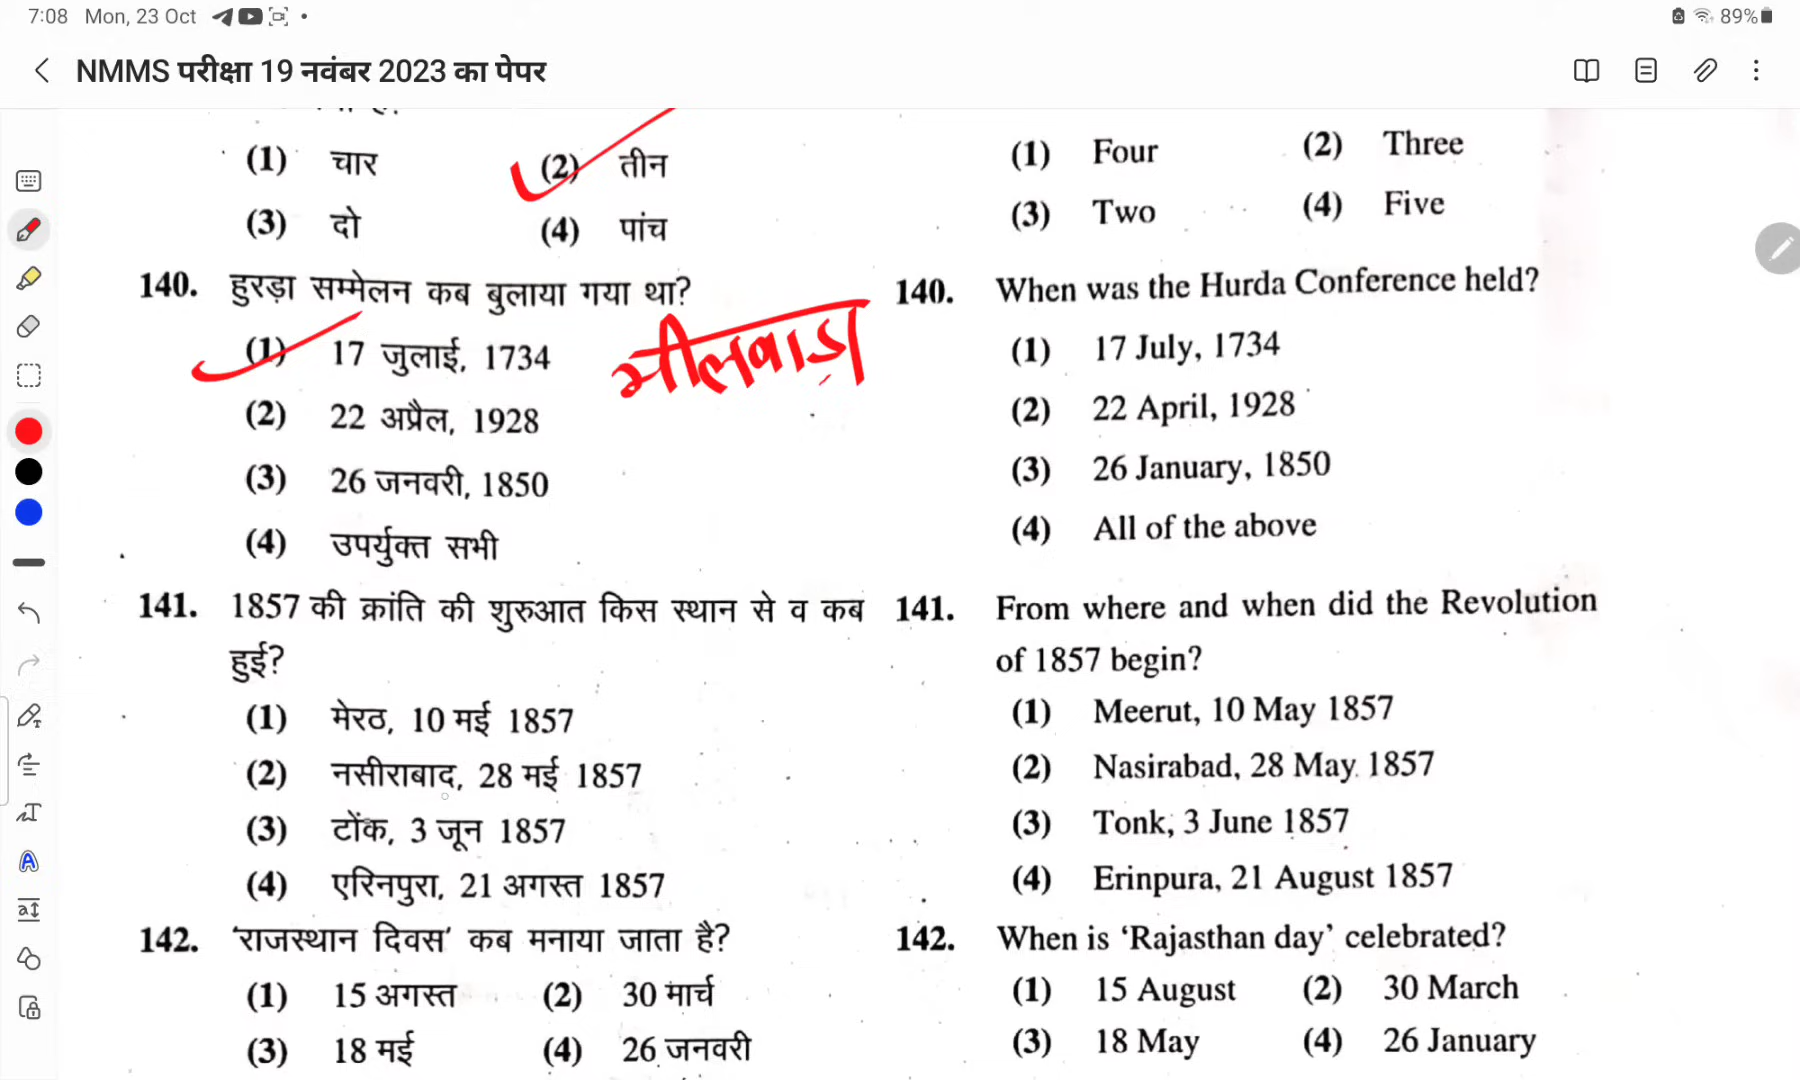 7:08 Mon, 23 Oct
89%
NMMS परीक्षा 19 नवंबर 2023 का पेपर
(1) चार (2) तीन
(3) दो (4) पांच
140. हुरड़ा सम्मेलन कब बुलाया गया था?
(1) 17 जुलाई, 1734
भीलवाड़ा
(2) 22 अप्रैल, 1928
(3) 26 जनवरी, 1850
(4) उपर्युक्त सभी
141. 1857 की क्रांति की शुरुआत किस स्थान से व कब
हुई?
(1) मेरठ, 10 मई 1857
(2) नसीराबाद, 28 मई 1857
(3) टोंक, 3 जून 1857
(4) एरिनपुरा, 21 अगस्त 1857
142. 'राजस्थान दिवस' कब मनाया जाता है?
(1) 15 अगस्त (2) 30 मार्च
(3) 18 मई (4) 26 जनवरी
(1) Four (2) Three
(3) Two (4) Five
140. When was the Hurda Conference held?
(1) 17 July, 1734
(2) 22 April, 1928
(3) 26 January, 1850
(4) All of the above
141. From where and when did the Revolution
of 1857 begin?
(1) Meerut, 10 May 1857
(2) Nasirabad, 28 May 1857
(3) Tonk, 3 June 1857
(4) Erinpura, 21 August 1857
142. When is 'Rajasthan day' celebrated?
(1) 15 August (2) 30 March
(3) 18 May (4) 26 January